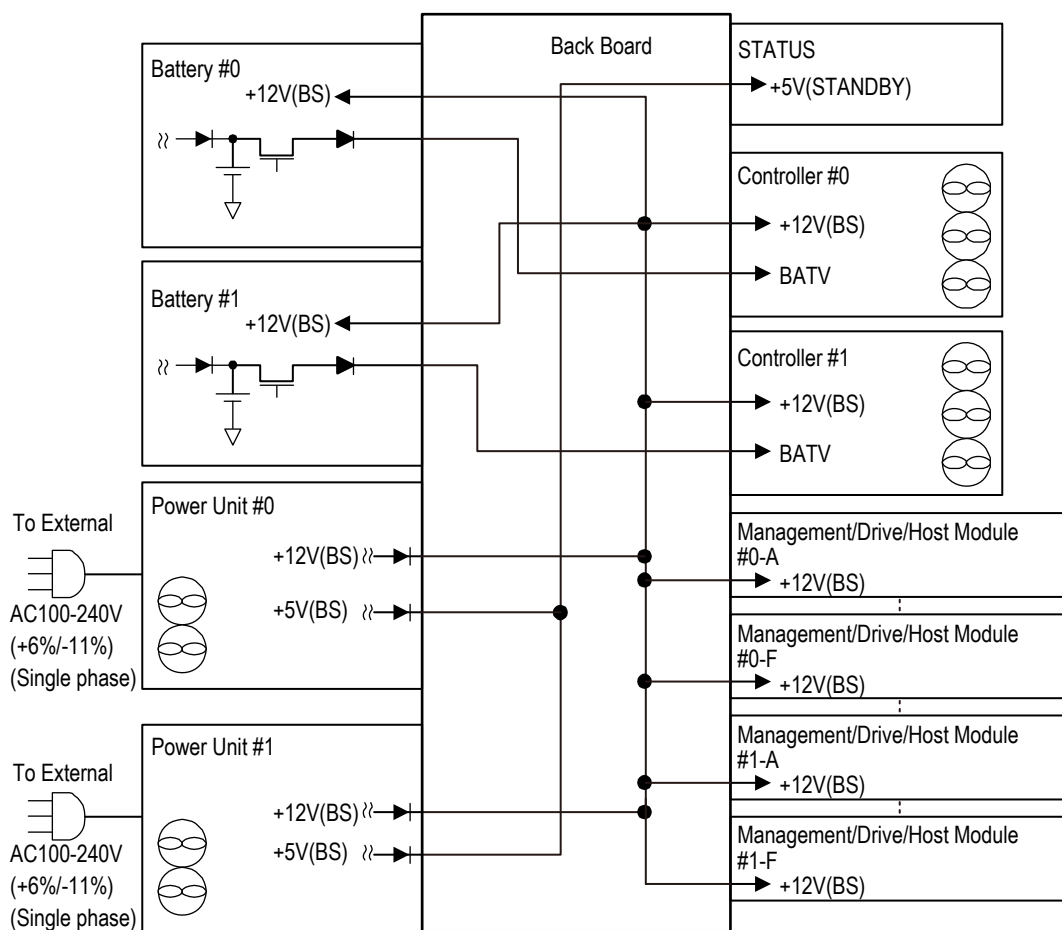 Back Board
Battery #0
+12V(BS)
Battery #1
+12V(BS)
Power Unit #0
+12V(BS)
+5V(BS)
To External
AC100-240V
(+6%/-11%)
(Single phase)
Power Unit #1
+12V(BS)
+5V(BS)
To External
AC100-240V
(+6%/-11%)
(Single phase)
STATUS
+5V(STANDBY)
Controller #0
+12V(BS)
BATV
Controller #1
+12V(BS)
BATV
Management/Drive/Host Module
#0-A
+12V(BS)
Management/Drive/Host Module
#0-F
+12V(BS)
Management/Drive/Host Module
#1-A
+12V(BS)
Management/Drive/Host Module
#1-F
+12V(BS)